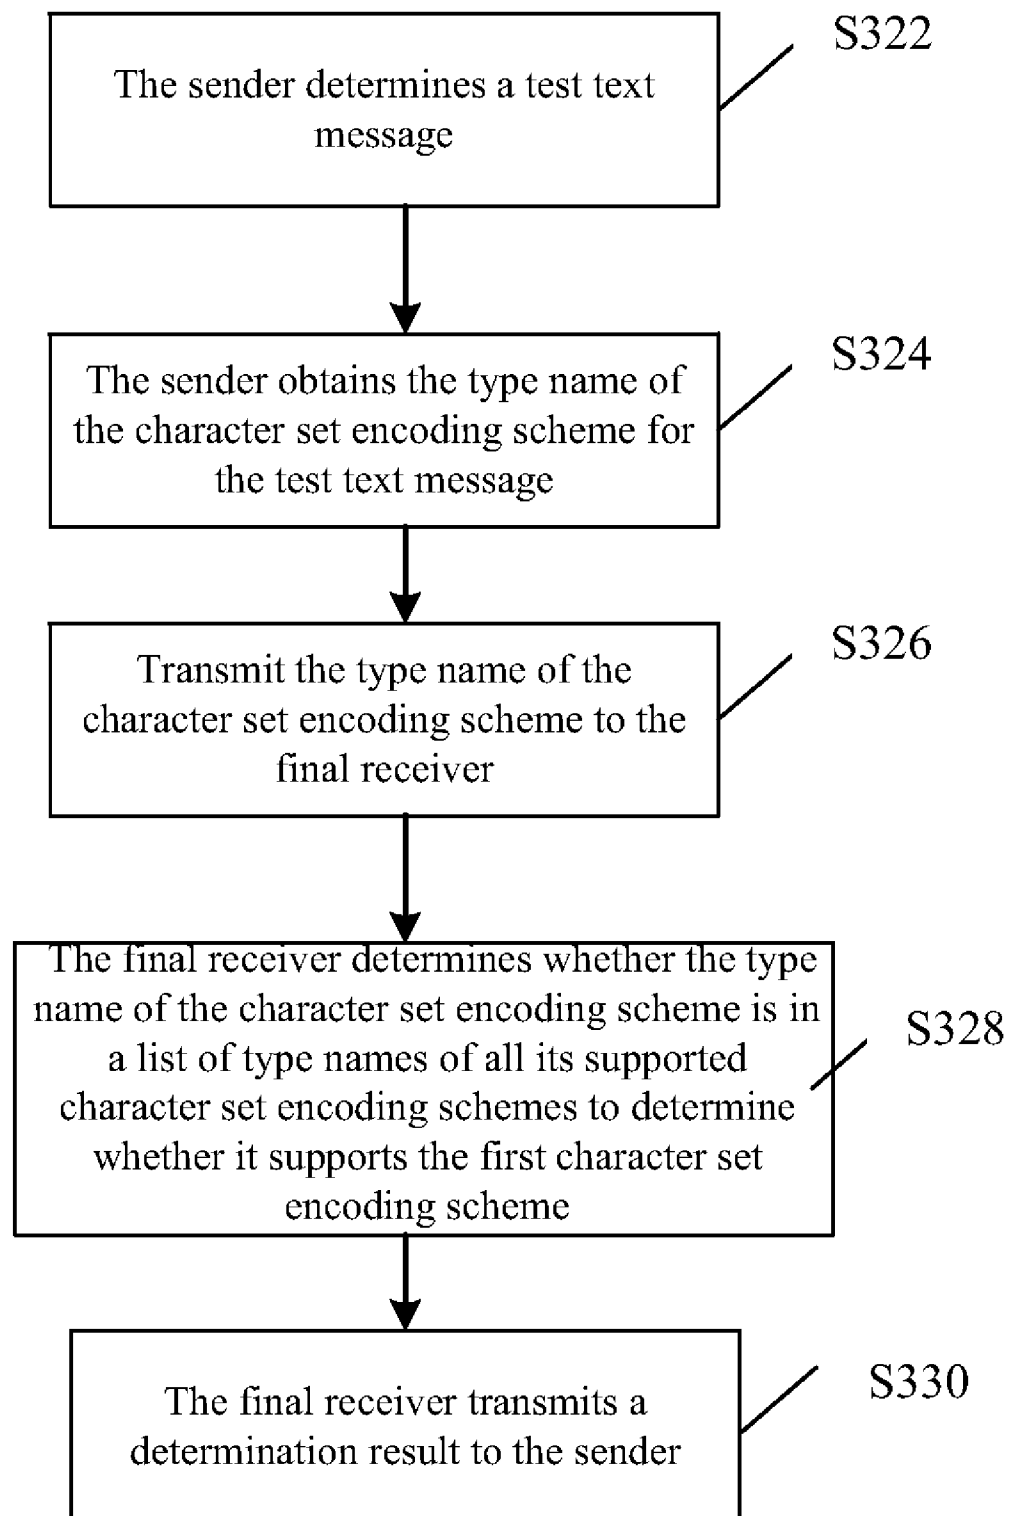 The sender determines a test text
message
S322
The sender obtains the type name of
the character set encoding scheme for
the test text message
S324
Transmit the type name of the
character set encoding scheme to the
final receiver
S326
The final receiver determines whether the type
name of the character set encoding scheme is in
a list of type names of all its supported
character set encoding schemes to determine
whether it supports the first character set
encoding scheme
S328
The final receiver transmits a
determination result to the sender
S330